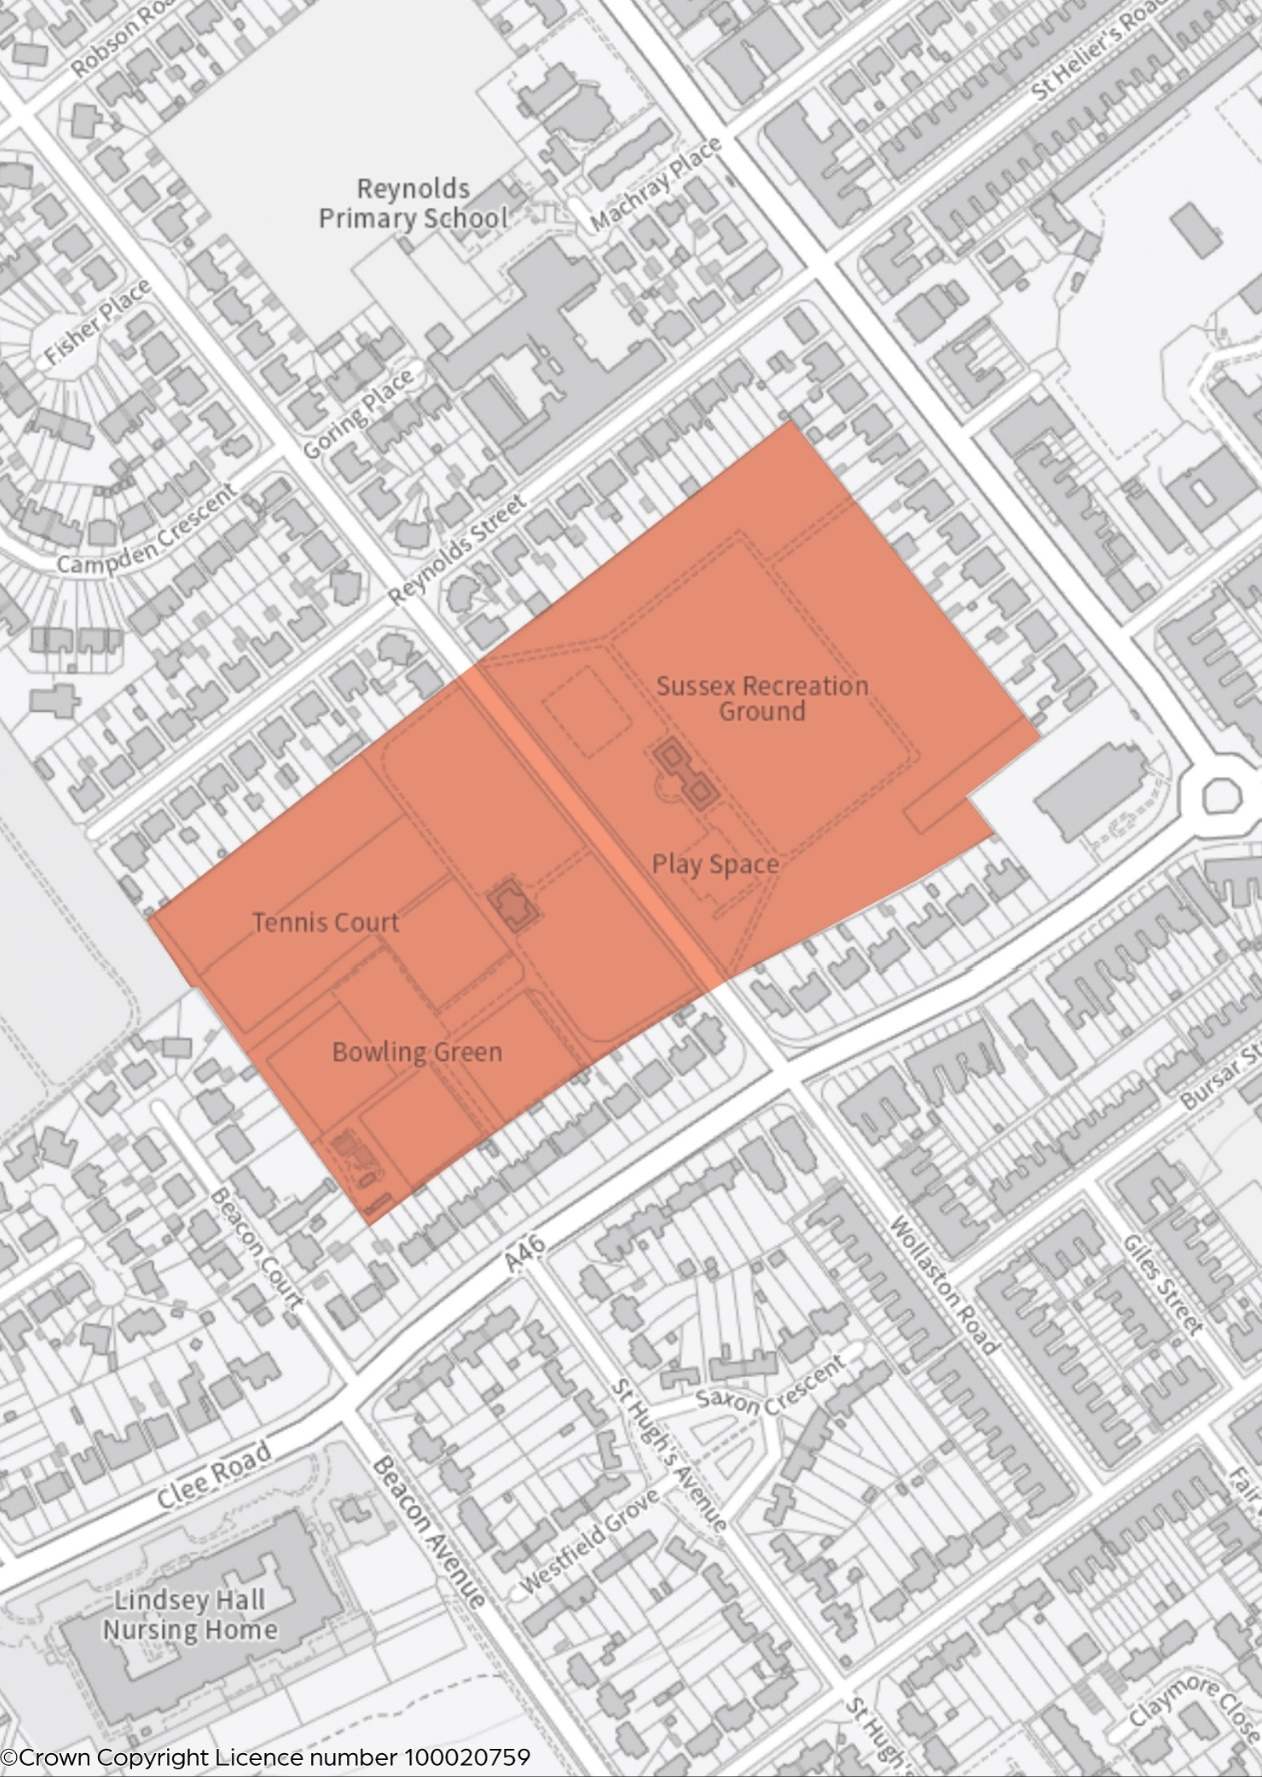 Robson Roa
St Helier's Road
Machray Place
Reynolds
Primary School
Fisher Place
Goring Place
Campden Crescent
Reynolds Street
Sussex Recreation
Ground
Play Space
Tennis Court
Bowling Green
Bursar St
Beacon Court
A46
Wollaston Road
Giles Street
Saxon Crescent
St Hugh's Avenue
Clee Road
Beacon Avenue
Westfield Grove
Fair
Lindsey Hall
Nursing Home
Claymore Close
St Hugh's
©Crown Copyright Licence number 100020759